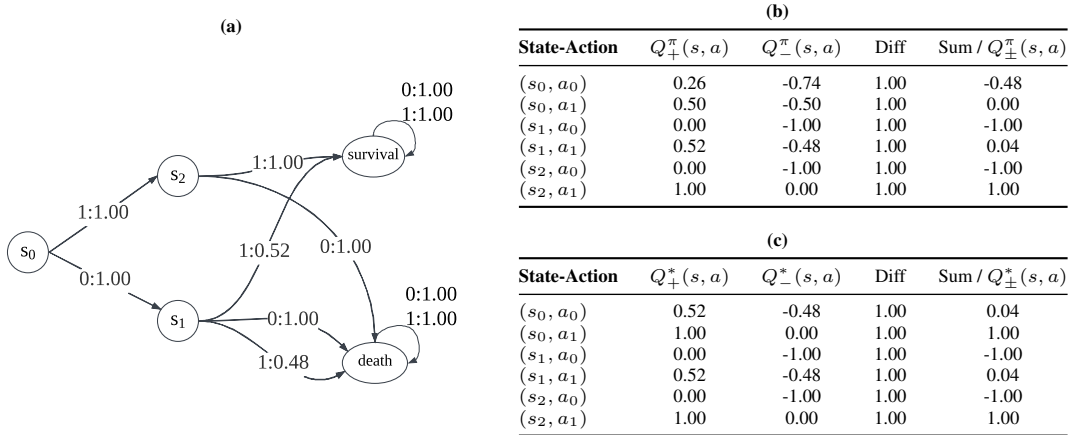 (a)
0:1.00
1:1.00
survival
1:1.00
s2
1:1.00
s0
0:1.00
s1
1:0.52
0:1.00
0:1.00
1:0.48
0:1.00
1:1.00
death
(b)
State-Action Q₊^π(s, a) Q₋^π(s, a) Diff Sum / Q±^π(s, a)
(s0, a0) 0.26 -0.74 1.00 -0.48
(s0, a1) 0.50 -0.50 1.00 0.00
(s1, a0) 0.00 -1.00 1.00 -1.00
(s1, a1) 0.52 -0.48 1.00 0.04
(s2, a0) 0.00 -1.00 1.00 -1.00
(s2, a1) 1.00 0.00 1.00 1.00
(c)
State-Action Q₊*(s, a) Q₋*(s, a) Diff Sum / Q±*(s, a)
(s0, a0) 0.52 -0.48 1.00 0.04
(s0, a1) 1.00 0.00 1.00 1.00
(s1, a0) 0.00 -1.00 1.00 -1.00
(s1, a1) 0.52 -0.48 1.00 0.04
(s2, a0) 0.00 -1.00 1.00 -1.00
(s2, a1) 1.00 0.00 1.00 1.00